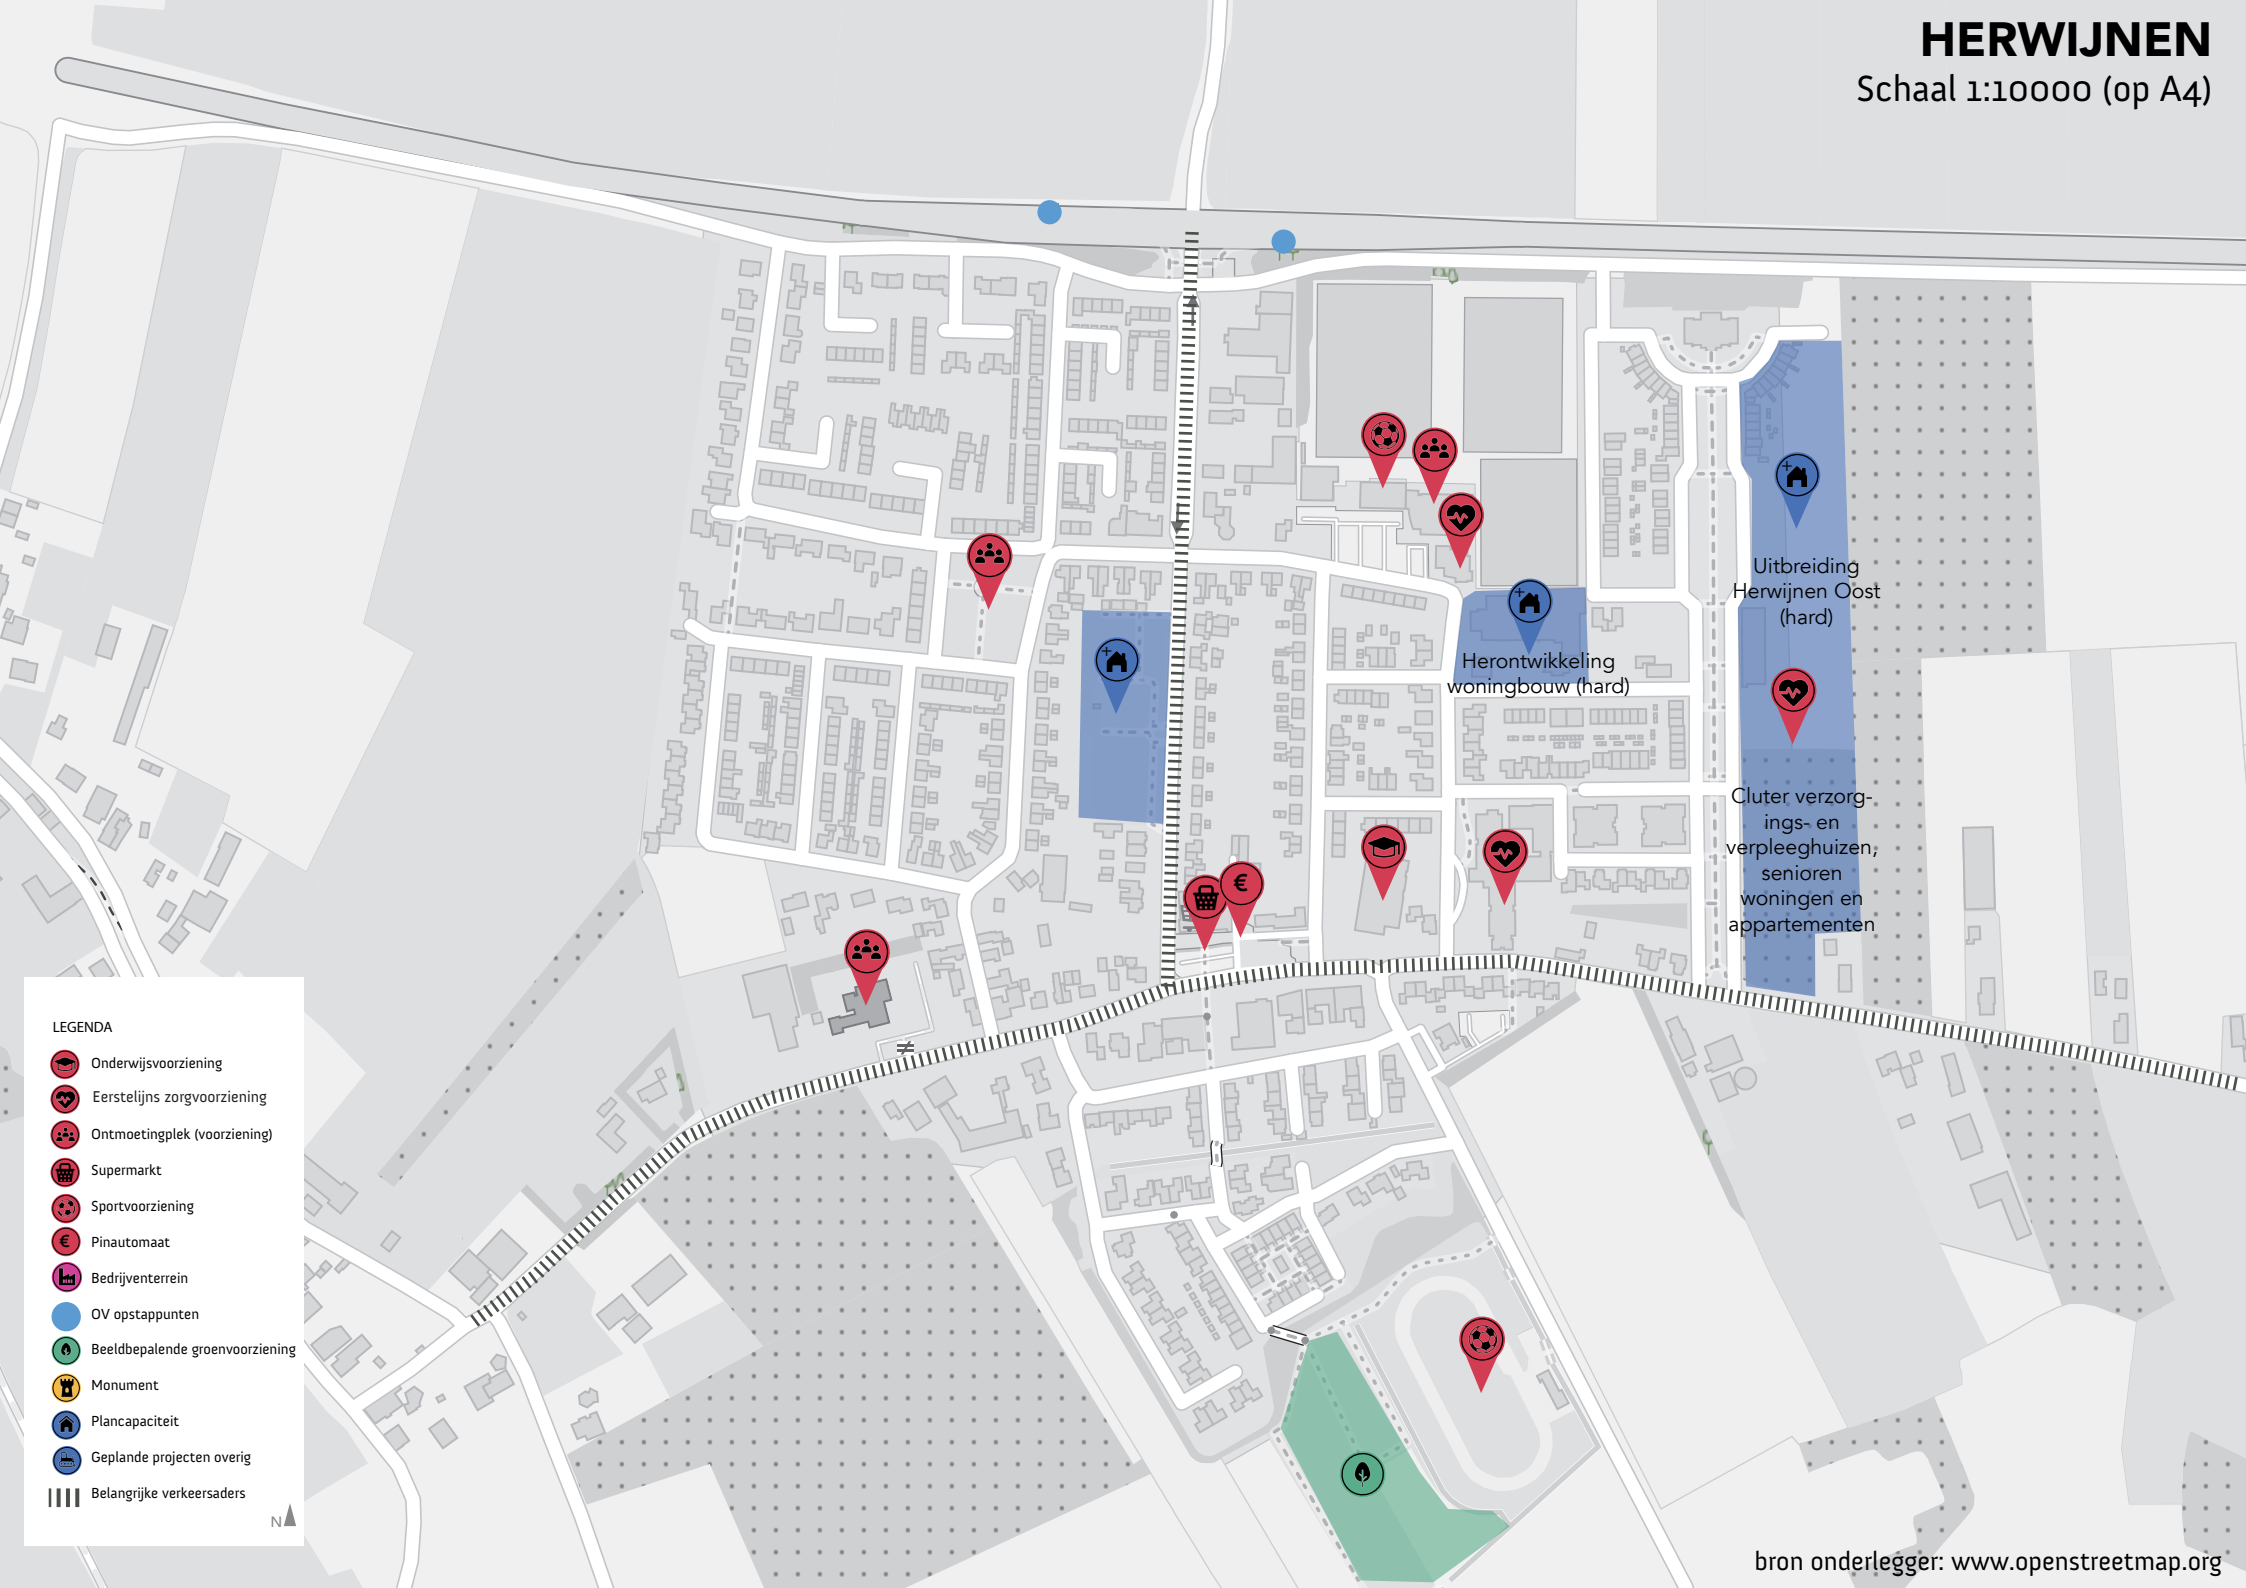 HERWIJNEN
Schaal 1:10000 (op A4)
Uitbreiding
Herwijnen Oost
(hard)
Herontwikkeling
woningbouw (hard)
Cluter verzorg-
ings- en
verpleeghuizen,
senioren
woningen en
appartementen
€
LEGENDA
Onderwijsvoorziening
Eerstelijns zorgvoorziening
Ontmoetingplek (voorziening)
Supermarkt
Sportvoorziening
€ Pinautomaat
Bedrijventerrein
OV opstappunten
Beeldbepalende groenvoorziening
Monument
Plancapaciteit
Geplande projecten overig
Belangrijke verkeersaders
N
bron onderlegger: www.openstreetmap.org